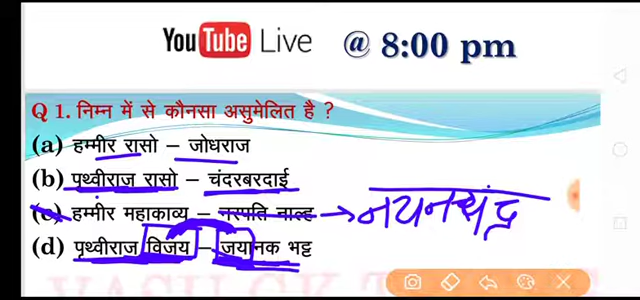 YouTube Live @ 8:00 pm
Q 1. निम्न में से कौनसा असुमेलित है ?
(a) हम्मीर रासो – जोधराज
(b) पृथ्वीराज रासो – चंदरबरदाई
(c) हम्मीर महाकाव्य – नरपति नाल्ह → नयनचंद्र
(d) पृथ्वीराज विजय – जयानक भट्ट